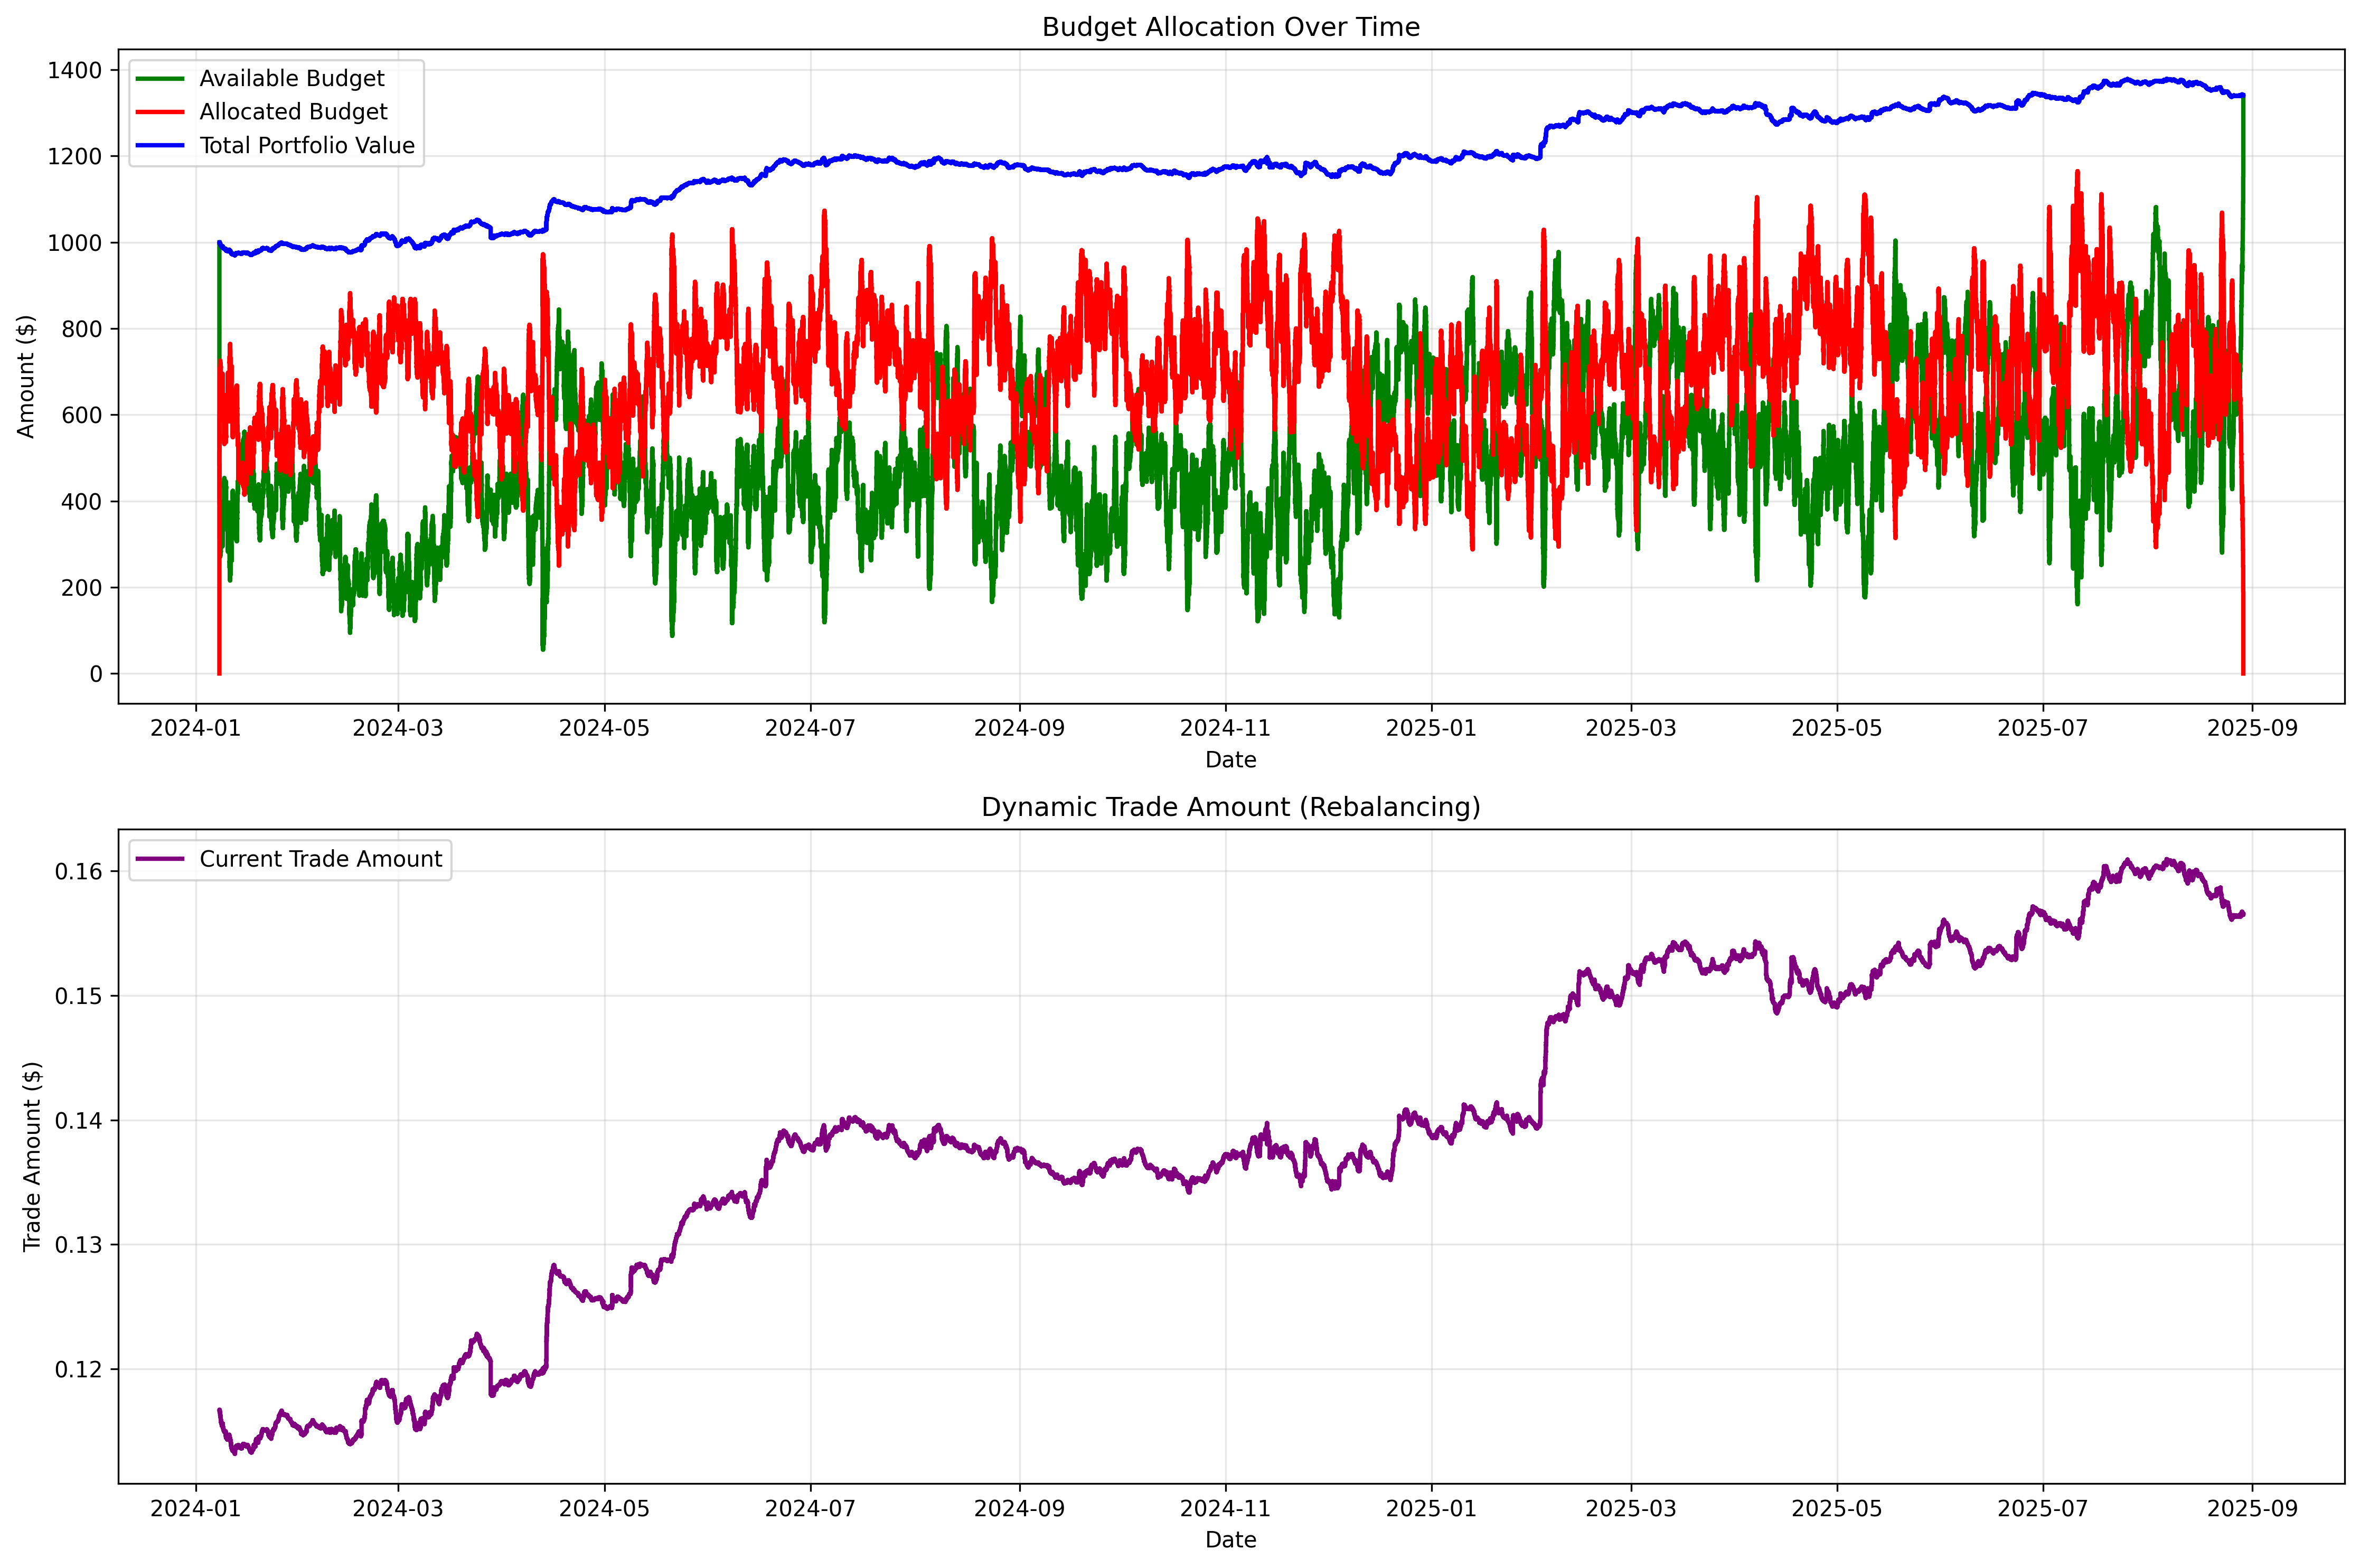 Budget Allocation Over Time
Available Budget
Allocated Budget
Total Portfolio Value
Amount ($)
1400
1200
1000
800
600
400
200
0
2024-01 2024-03 2024-05 2024-07 2024-09 2024-11 2025-01 2025-03 2025-05 2025-07 2025-09
Date
Dynamic Trade Amount (Rebalancing)
Current Trade Amount
Trade Amount ($)
0.16
0.15
0.14
0.13
0.12
2024-01 2024-03 2024-05 2024-07 2024-09 2024-11 2025-01 2025-03 2025-05 2025-07 2025-09
Date